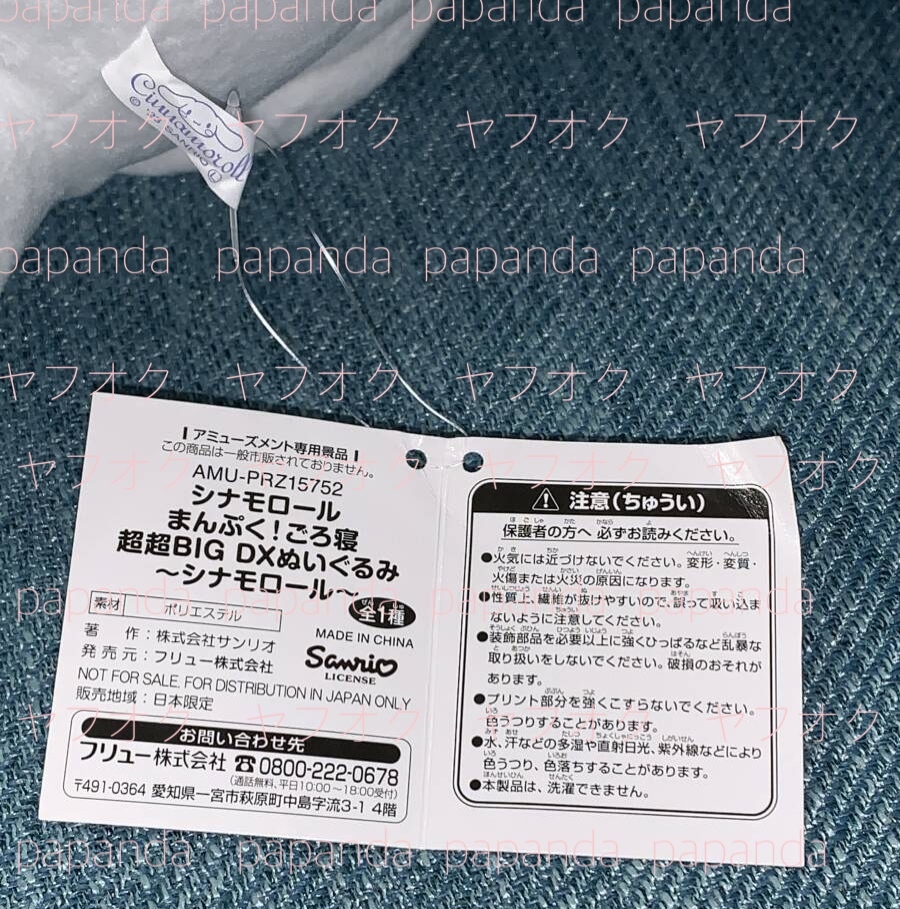 papanda papanda papanda papanda
Cinnamoroll
SANRIO
ヤフオク ヤフオク ヤフオク ヤフオク
papanda papanda papanda papanda
ヤフオク ヤフオク ヤフオク ヤフオク
アミューズメント専用景品
この商品は一般市販されておりません。
AMU-PRZ15752
シナモロール
まんぷく!ごろ寝
超超BIG DXぬいぐるみ
〜シナモロール〜
全1種
素材 ポリエステル
MADE IN CHINA
著 作:株式会社サンリオ
発 売 元:フリュー株式会社
Sanrio
LICENSE
NOT FOR SALE. FOR DISTRIBUTION IN JAPAN ONLY
販売地域:日本限定
お問い合わせ先
フリュー株式会社 ☎0800-222-0678
(通話無料、平日10:00〜18:00受付)
〒491-0364 愛知県一宮市萩原町中島字流3-1 4階
⚠ 注意(ちゅうい)
保護者の方へ 必ずお読みください。
●火気には近づけないでください。変形・変質・
火傷または火災の原因になります。
●性質上、繊維が抜けやすいので、誤って吸い込ま
ないように注意してください。
●装飾部品を必要以上に強くひっぱるなど乱暴な
取り扱いをしないでください。破損のおそれが
あります。
●プリント部分を強くこすらないでください。
色うつりすることがあります。
●水、汗などの多湿や直射日光、紫外線などにより
色うつり、色落ちすることがあります。
●本製品は、洗濯できません。
papanda papanda papanda papanda